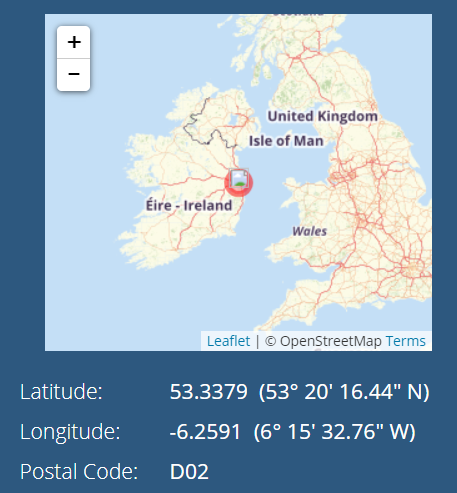 +
−
United Kingdom
Isle of Man
Éire - Ireland
Wales
Leaflet | © OpenStreetMap Terms
Latitude: 53.3379 (53° 20' 16.44" N)
Longitude: -6.2591 (6° 15' 32.76" W)
Postal Code: D02